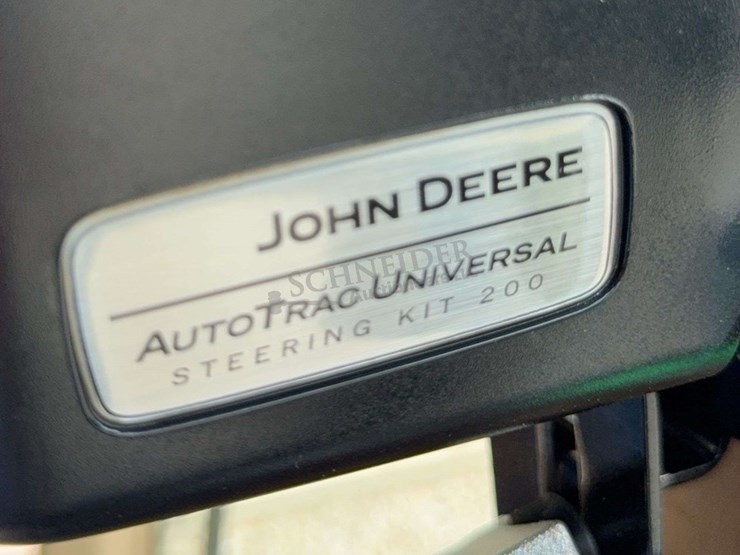 JOHN DEERE
SCHNEIDER
AUTOTRAC UNIVERSAL
STEERING KIT 200